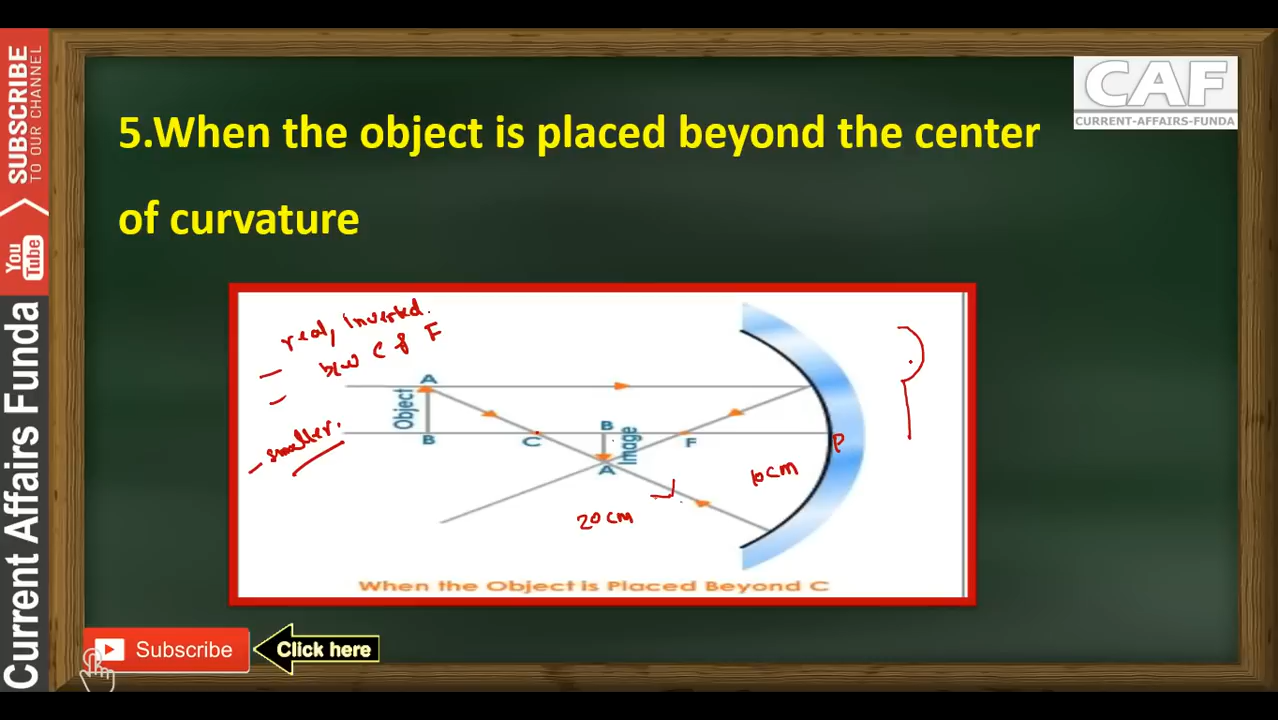 SUBSCRIBE
TO OUR CHANNEL
You
Tube
Current Affairs Funda
CAF
CURRENT-AFFAIRS-FUNDA
5.When the object is placed beyond the center
of curvature
- real, inverted.
= b/w C & F
- smaller.
A
Object
B
C
B
Image
A
F
P
10cm
20cm
When the Object is Placed Beyond C
Subscribe
Click here